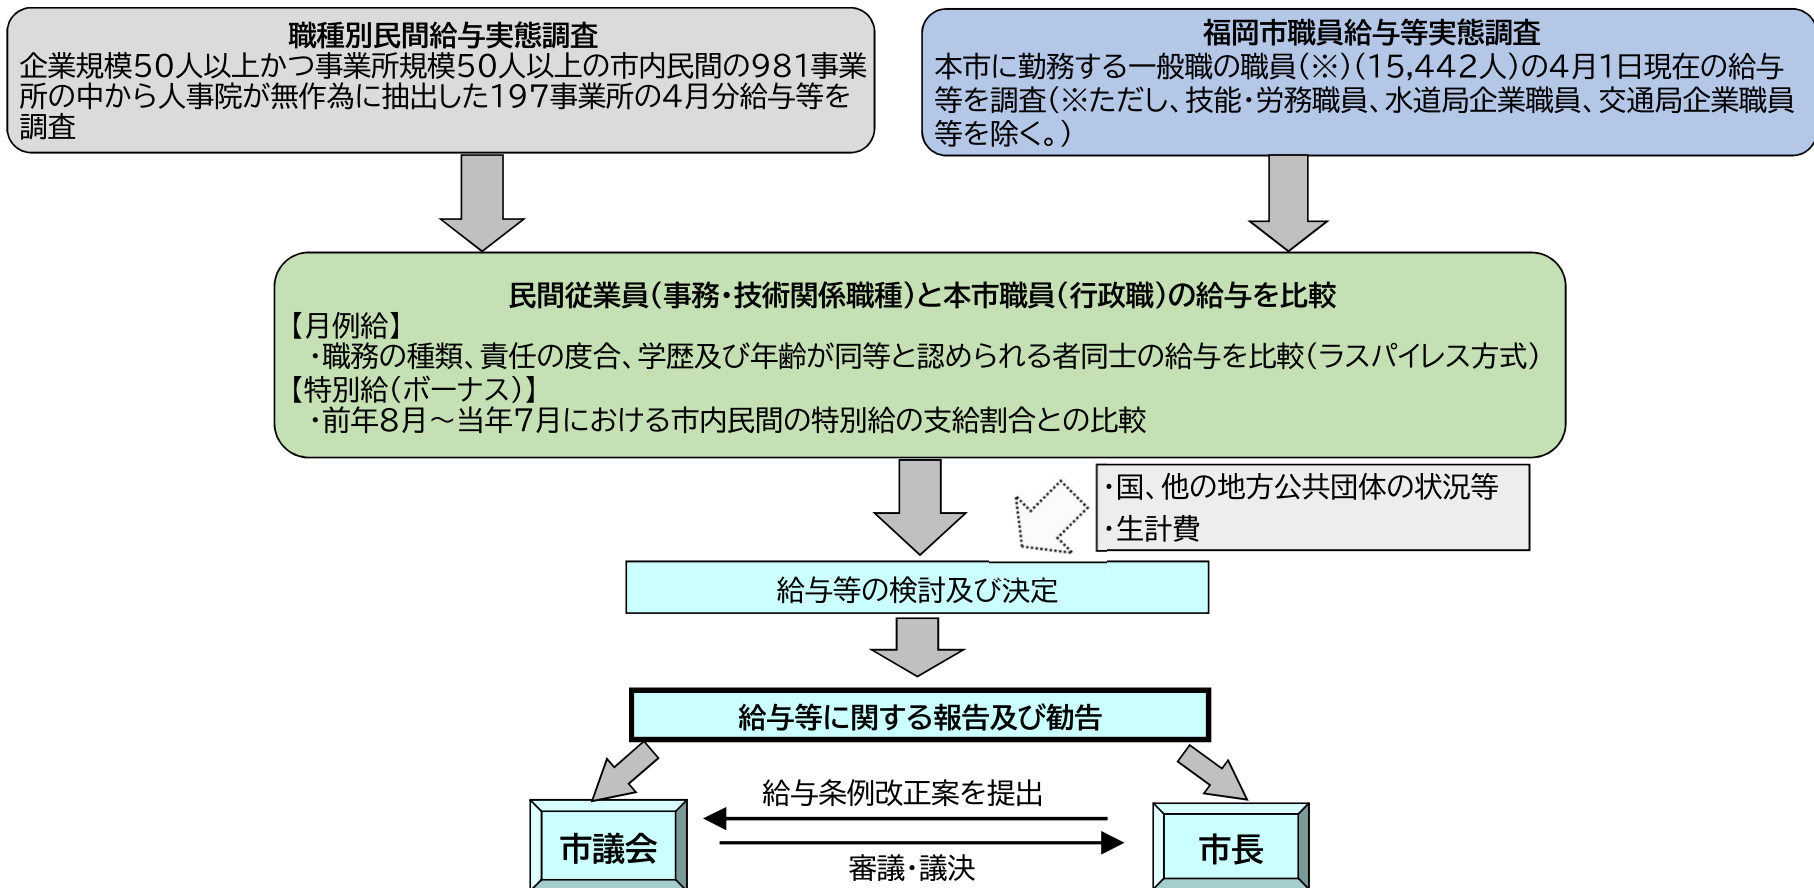 職種別民間給与実態調査
企業規模50人以上かつ事業所規模50人以上の市内民間の981事業
所の中から人事院が無作為に抽出した197事業所の4月分給与等を
調査
福岡市職員給与等実態調査
本市に勤務する一般職の職員(※)(15,442人)の4月1日現在の給与
等を調査(※ただし、技能・労務職員、水道局企業職員、交通局企業職員
等を除く。)
民間従業員(事務・技術関係職種)と本市職員(行政職)の給与を比較
【月例給】
・職務の種類、責任の度合、学歴及び年齢が同等と認められる者同士の給与を比較(ラスパイレス方式)
【特別給(ボーナス)】
・前年8月～当年7月における市内民間の特別給の支給割合との比較
・国、他の地方公共団体の状況等
・生計費
給与等の検討及び決定
給与等に関する報告及び勧告
給与条例改正案を提出
市議会
市長
審議・議決